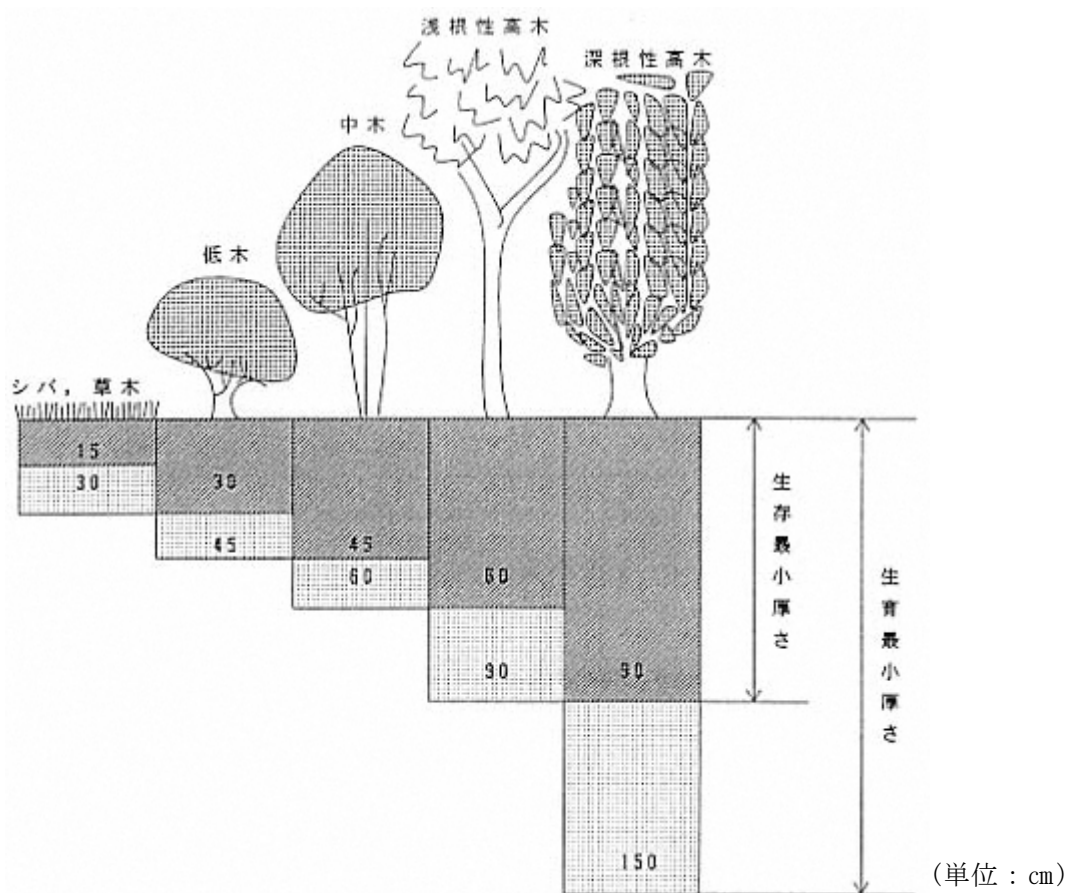 浅根性高木
深根性高木
中木
低木
シバ，草木
15
30
30
45
45
60
60
90
90
150
生存最小厚さ
生育最小厚さ
(単位：cm)